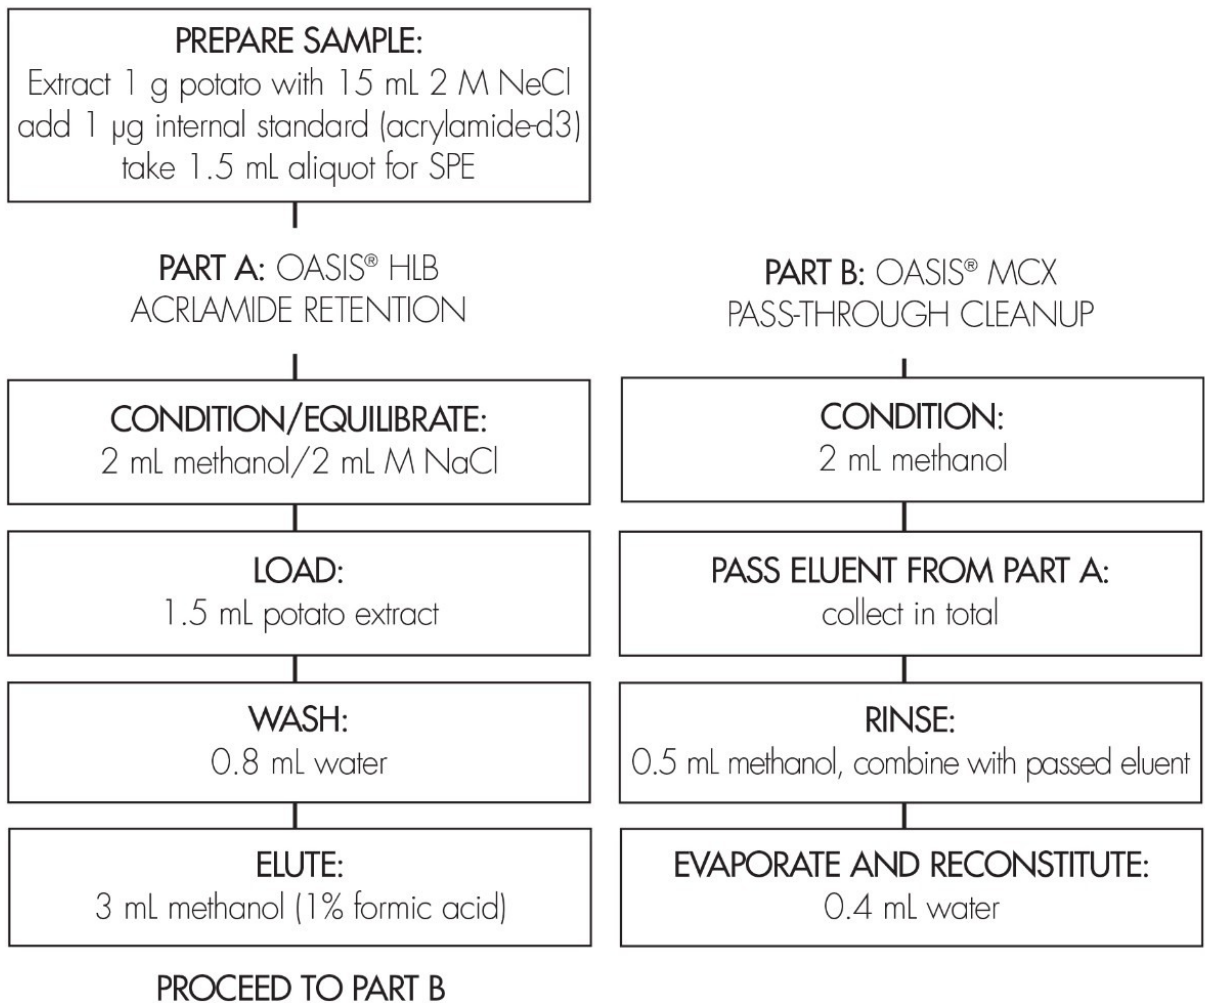 PREPARE SAMPLE:
Extract 1 g potato with 15 mL 2 M NeCl
add 1 µg internal standard (acrylamide-d3)
take 1.5 mL aliquot for SPE
PART A: OASIS® HLB
ACRLAMIDE RETENTION
CONDITION/EQUILIBRATE:
2 mL methanol/2 mL M NaCl
LOAD:
1.5 mL potato extract
WASH:
0.8 mL water
ELUTE:
3 mL methanol (1% formic acid)
PROCEED TO PART B
PART B: OASIS® MCX
PASS-THROUGH CLEANUP
CONDITION:
2 mL methanol
PASS ELUENT FROM PART A:
collect in total
RINSE:
0.5 mL methanol, combine with passed eluent
EVAPORATE AND RECONSTITUTE:
0.4 mL water